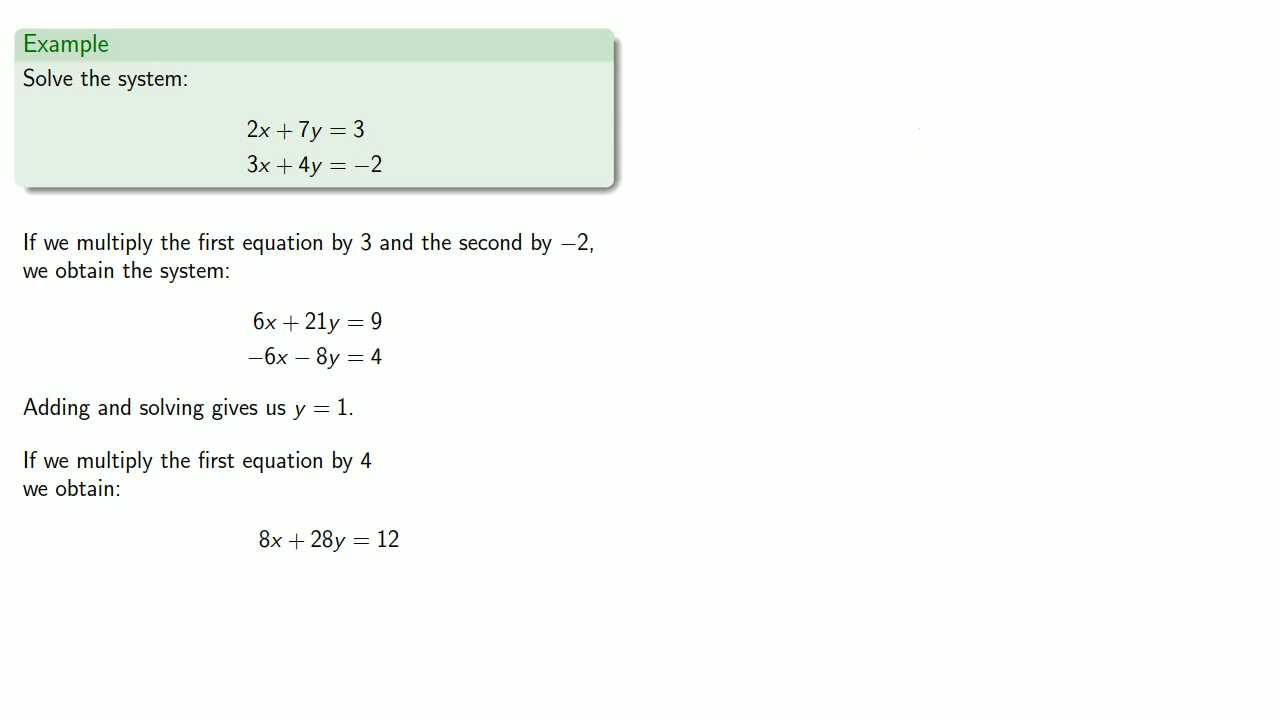 Example
Solve the system:
2x + 7y = 3
3x + 4y = −2
If we multiply the first equation by 3 and the second by −2,
we obtain the system:
6x + 21y = 9
−6x − 8y = 4
Adding and solving gives us y = 1.
If we multiply the first equation by 4
we obtain:
8x + 28y = 12